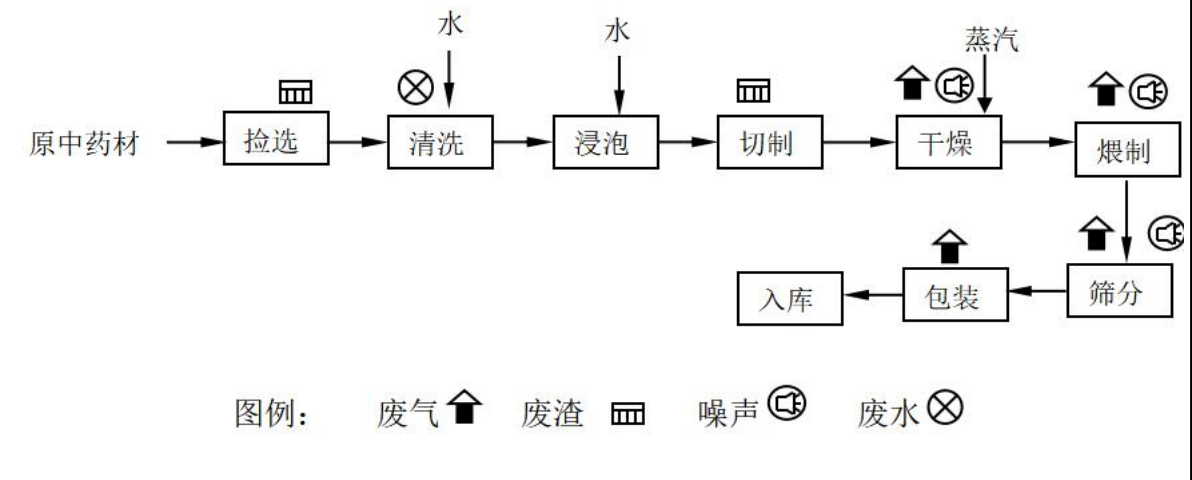 水 水 蒸汽
原中药材 捡选 清洗 浸泡 切制 干燥 煨制
入库 包装 筛分
图例： 废气 废渣 噪声 废水